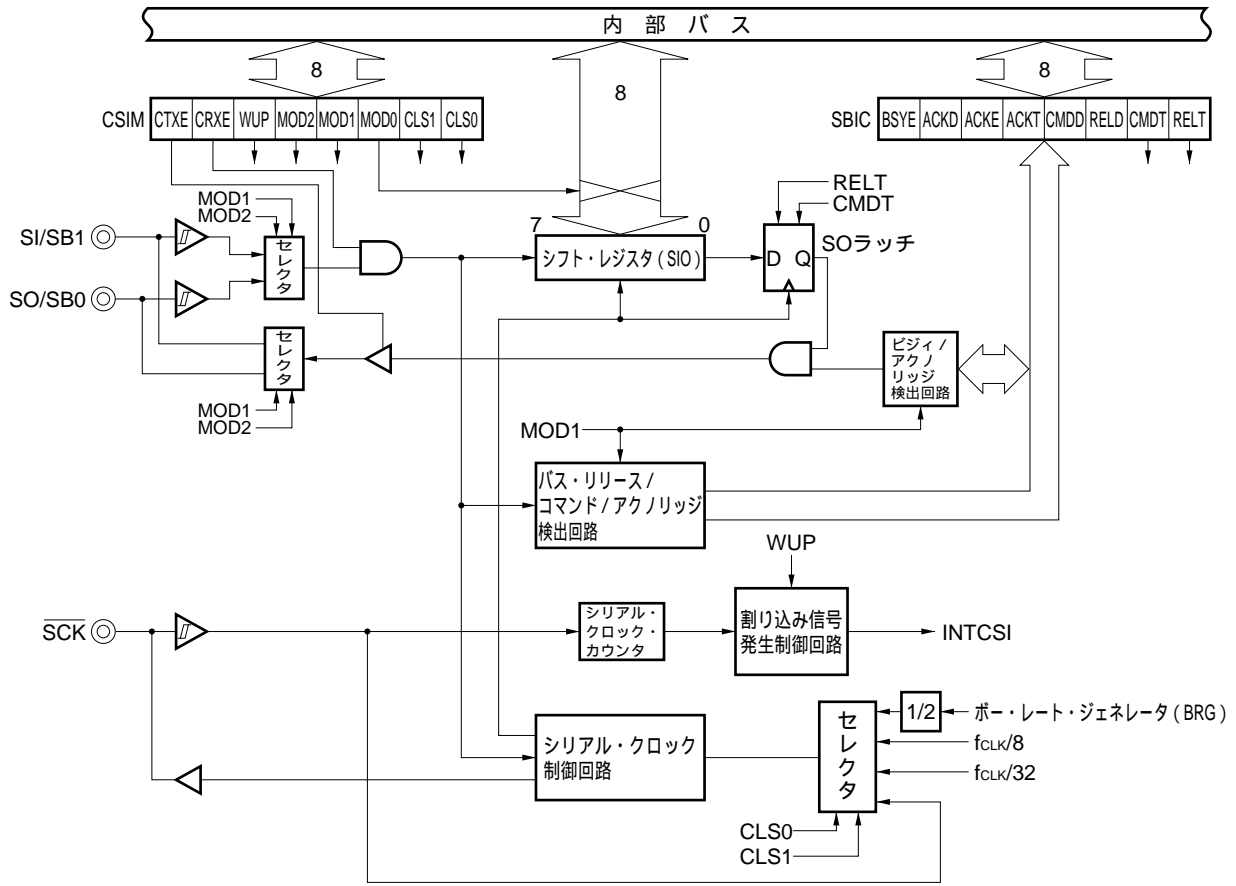 内 部 バ ス
8
8
8
CSIM
CTXE CRXE WUP MOD2 MOD1 MOD0 CLS1 CLS0
SBIC
BSYE ACKD ACKE ACKT CMDD RELD CMDT RELT
MOD1
MOD2
SI/SB1
SO/SB0
セレクタ
7
0
シフト・レジスタ(SIO)
RELT
CMDT
SOラッチ
D Q
セレクタ
MOD1
MOD2
ビジィ/
アクノ
リッジ
検出回路
MOD1
バス・リリース/
コマンド/アクノリッジ
検出回路
WUP
SCK
シリアル・
クロック・
カウンタ
割り込み信号
発生制御回路
INTCSI
シリアル・クロック
制御回路
セレクタ
1/2
ボー・レート・ジェネレータ(BRG)
fCLK/8
fCLK/32
CLS0
CLS1